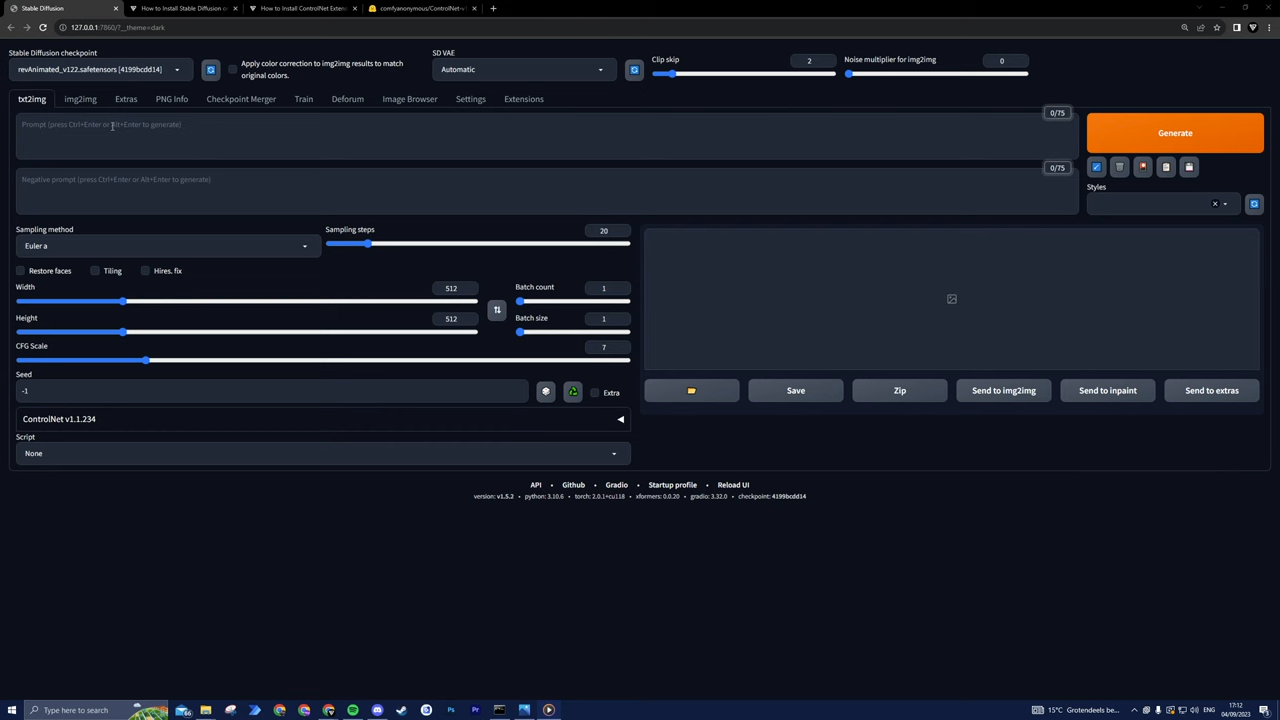 Stable Diffusion
How to Install Stable Diffusion or
How to Install ControlNet Exten
comfyanonymous/ControlNet-v
127.0.0.1:7860/?__theme=dark
Stable Diffusion checkpoint
revAnimated_v122.safetensors [4199bcdd14]
Apply color correction to img2img results to match
original colors.
SD VAE
Automatic
Clip skip
2
Noise multiplier for img2img
0
txt2img
img2img
Extras
PNG Info
Checkpoint Merger
Train
Deforum
Image Browser
Settings
Extensions
Prompt (press Ctrl+Enter or Alt+Enter to generate)
0/75
Generate
Negative prompt (press Ctrl+Enter or Alt+Enter to generate)
0/75
Styles
Sampling method
Euler a
Sampling steps
20
Restore faces
Tiling
Hires. fix
Width
512
Batch count
1
Height
512
Batch size
1
CFG Scale
7
Seed
-1
Extra
Save
Zip
Send to img2img
Send to inpaint
Send to extras
ControlNet v1.1.234
Script
None
API • Github • Gradio • Startup profile • Reload UI
version: v1.5.2 • python: 3.10.6 • torch: 2.0.1+cu118 • xformers: 0.0.20 • gradio: 3.32.0 • checkpoint: 4199bcdd14
Type here to search
66
15°C Grotendeels be...
ENG
17:12
04/09/2023